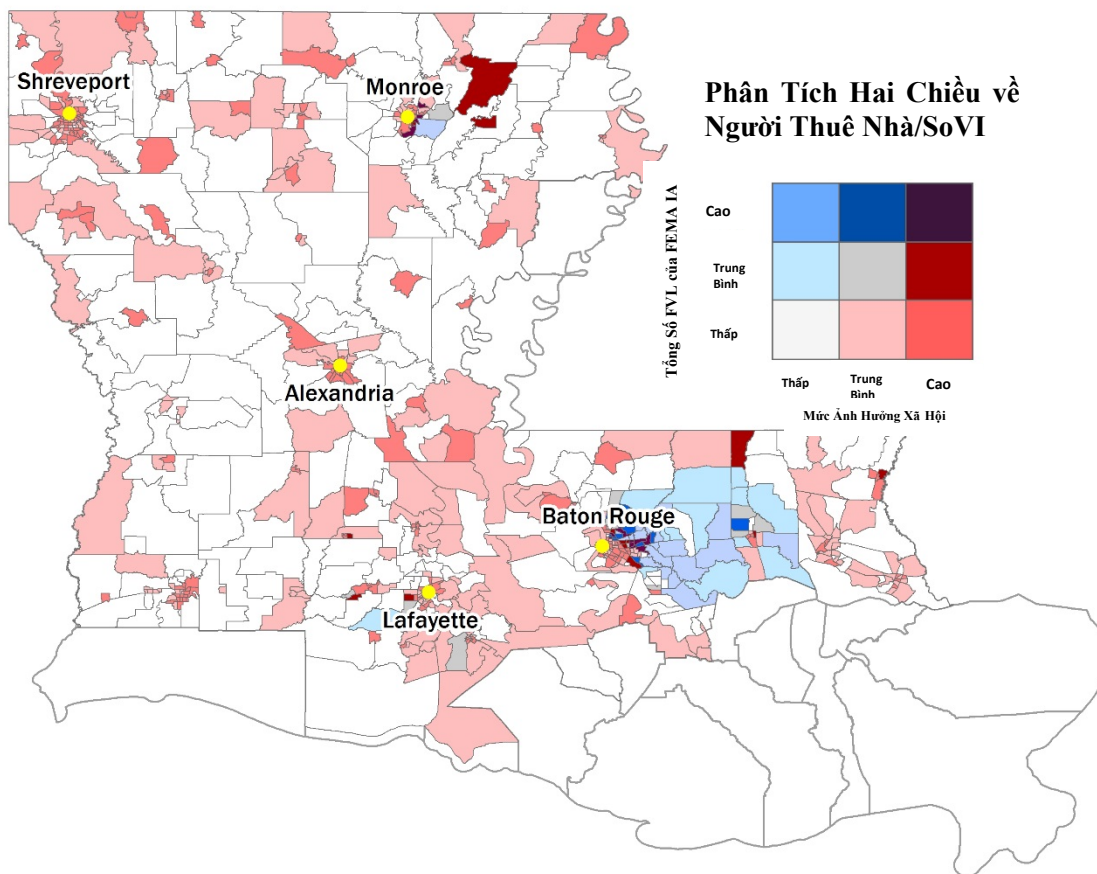 Shreveport
Monroe
Phân Tích Hai Chiều về
Người Thuê Nhà/SoVI
Tổng Số FVL của FEMA IA
Cao
Trung
Bình
Thấp
Thấp
Trung
Bình
Cao
Mức Ảnh Hưởng Xã Hội
Alexandria
Baton Rouge
Lafayette